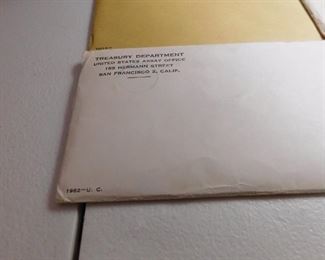 TREASURY DEPARTMENT
UNITED STATES ASSAY OFFICE
155 HERMANN STREET
SAN FRANCISCO 2, CALIF.
1962-U. C.